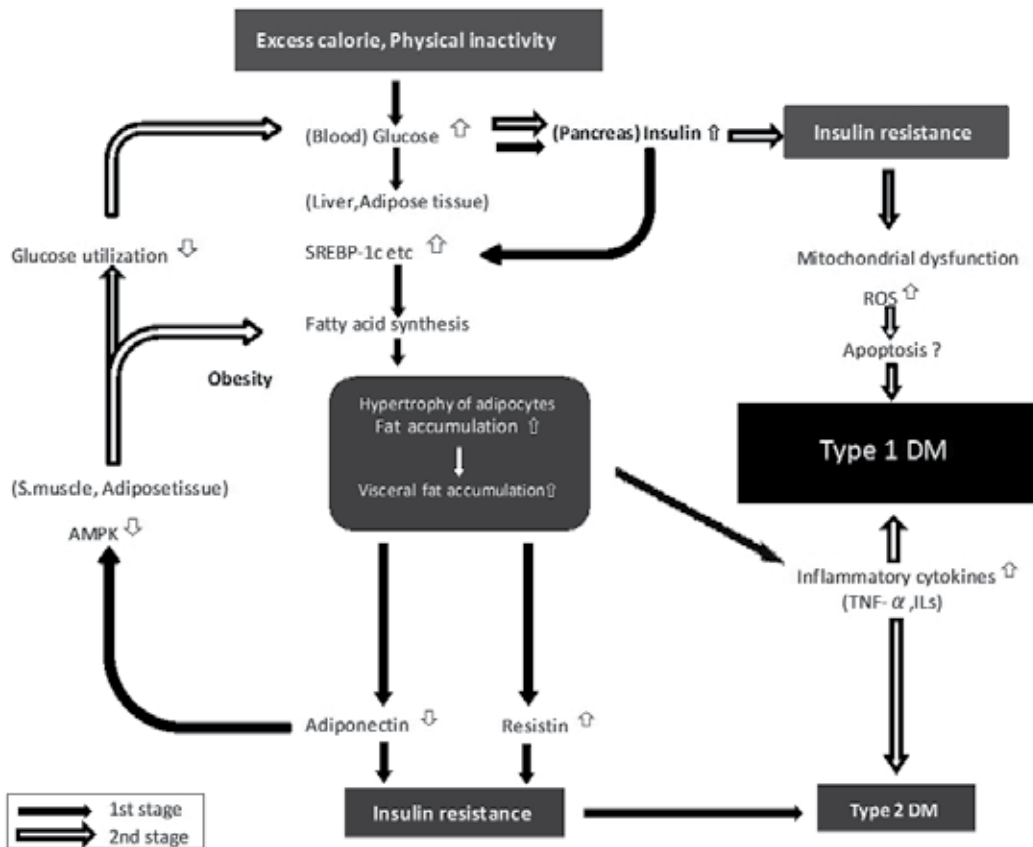 Excess calorie, Physical inactivity
(Blood) Glucose ⇧
(Pancreas) Insulin ⇧
Insulin resistance
(Liver,Adipose tissue)
Glucose utilization ⇩
SREBP-1c etc ⇧
Mitochondrial dysfunction
ROS ⇧
Fatty acid synthesis
Apoptosis ?
Obesity
Hypertrophy of adipocytes
Fat accumulation ⇧
Visceral fat accumulation⇧
Type 1 DM
(S.muscle, Adiposetissue)
AMPK ⇩
Inflammatory cytokines ⇧
(TNF- α ,ILs)
Adiponectin ⇩
Resistin ⇧
Insulin resistance
Type 2 DM
1st stage
2nd stage